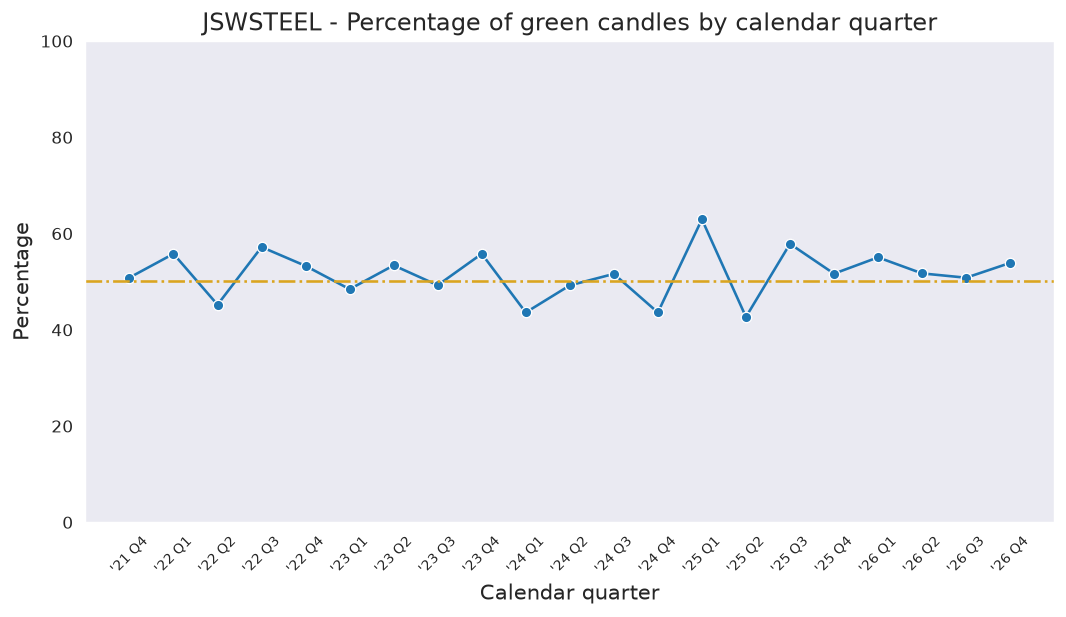 JSWSTEEL - Percentage of green candles by calendar quarter
100
80
60
40
20
0
Percentage
'21 Q4
'22 Q1
'22 Q2
'22 Q3
'22 Q4
'23 Q1
'23 Q2
'23 Q3
'23 Q4
'24 Q1
'24 Q2
'24 Q3
'24 Q4
'25 Q1
'25 Q2
'25 Q3
'25 Q4
'26 Q1
'26 Q2
'26 Q3
'26 Q4
Calendar quarter